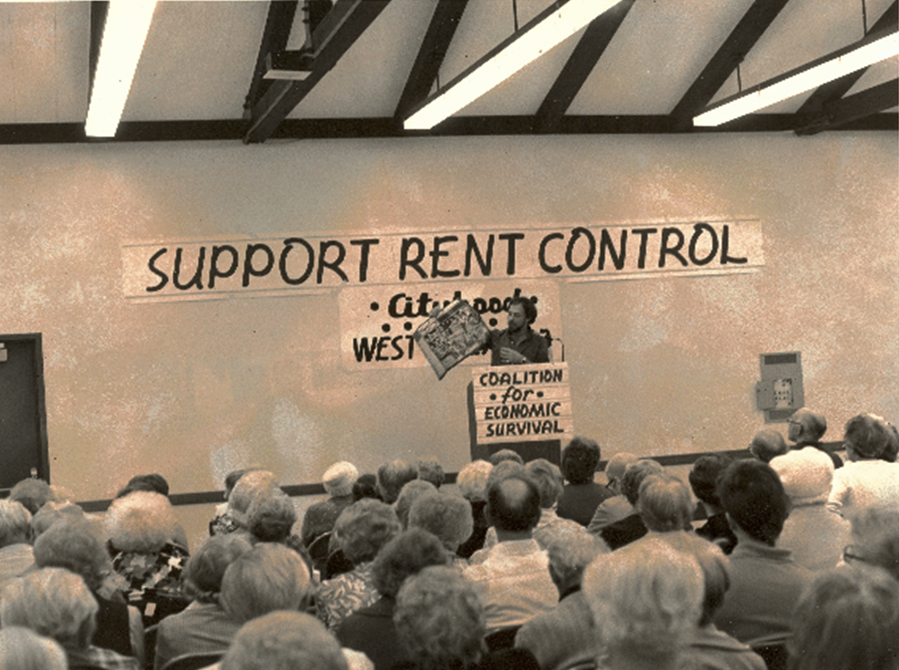 SUPPORT RENT CONTROL
WEST
COALITION
for
ECONOMIC
SURVIVAL